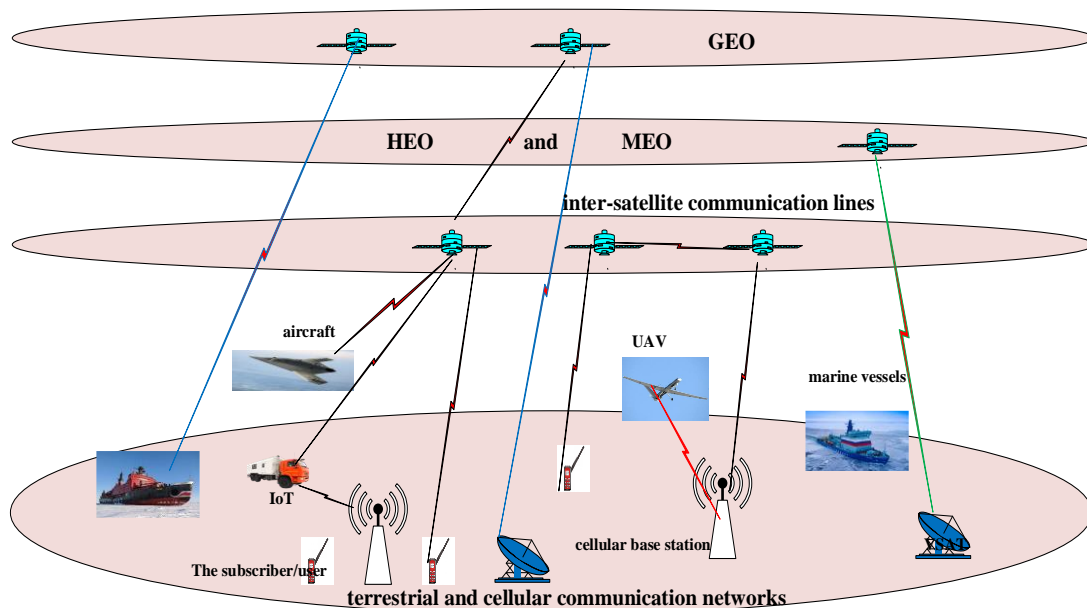 GEO
HEO and MEO
inter-satellite communication lines
aircraft
UAV
marine vessels
IoT
cellular base station
VSAT
The subscriber/user
terrestrial and cellular communication networks